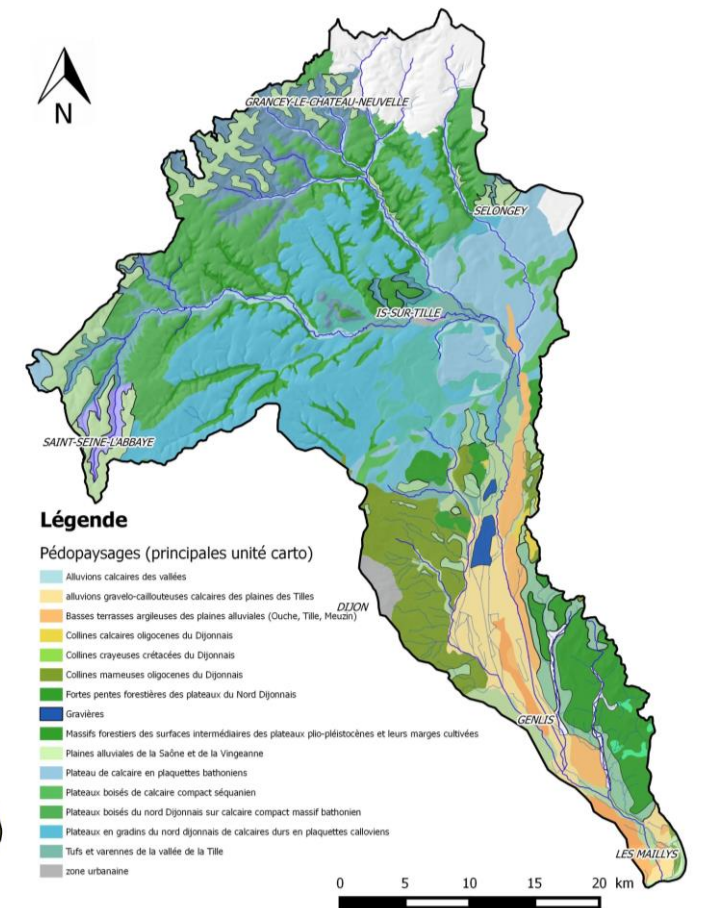 N
GRANCEY-LE-CHATEAU-NEUVELLE
SELONGEY
IS-SUR-TILLE
SAINT-SEINE-L'ABBAYE
DIJON
GENLIS
LES MAILLYS
Légende
Pédopaysages (principales unité carto)
Alluvions calcaires des vallées
alluvions gravelo-caillouteuses calcaires des plaines des Tilles
Basses terrasses argileuses des plaines alluviales (Ouche, Tille, Meuzin)
Collines calcaires oligocenes du Dijonnais
Collines crayeuses crétacées du Dijonnais
Collines marneuses oligocenes du Dijonnais
Fortes pentes forestières des plateaux du Nord Dijonnais
Gravières
Massifs forestiers des surfaces intermédiaires des plateaux plio-pléistocènes et leurs marges cultivées
Plaines alluviales de la Saône et de la Vingeanne
Plateau de calcaire en plaquettes bathoniens
Plateaux boisés de calcaire compact séquanien
Plateaux boisés du nord Dijonnais sur calcaire compact massif bathonien
Plateaux en gradins du nord dijonnais de calcaires durs en plaquettes calloviens
Tufs et varennes de la vallée de la Tille
zone urbanaine
0 5 10 15 20 km